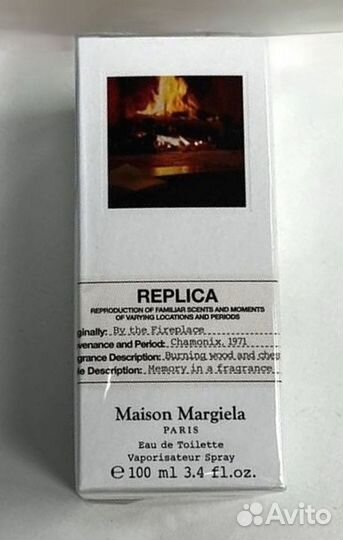 REPLICA
REPRODUCTION OF FAMILIAR SCENTS AND MOMENTS
OF VARYING LOCATIONS AND PERIODS
ginally: By the Fireplace
venance and Period: Chamonix, 1971
grance Description: Burning wood and ches
le Description: Memory in a fragrance
Maison Margiela
PARIS
Eau de Toilette
Vaporisateur Spray
℮ 100 ml 3.4 fl.oz.
Avito